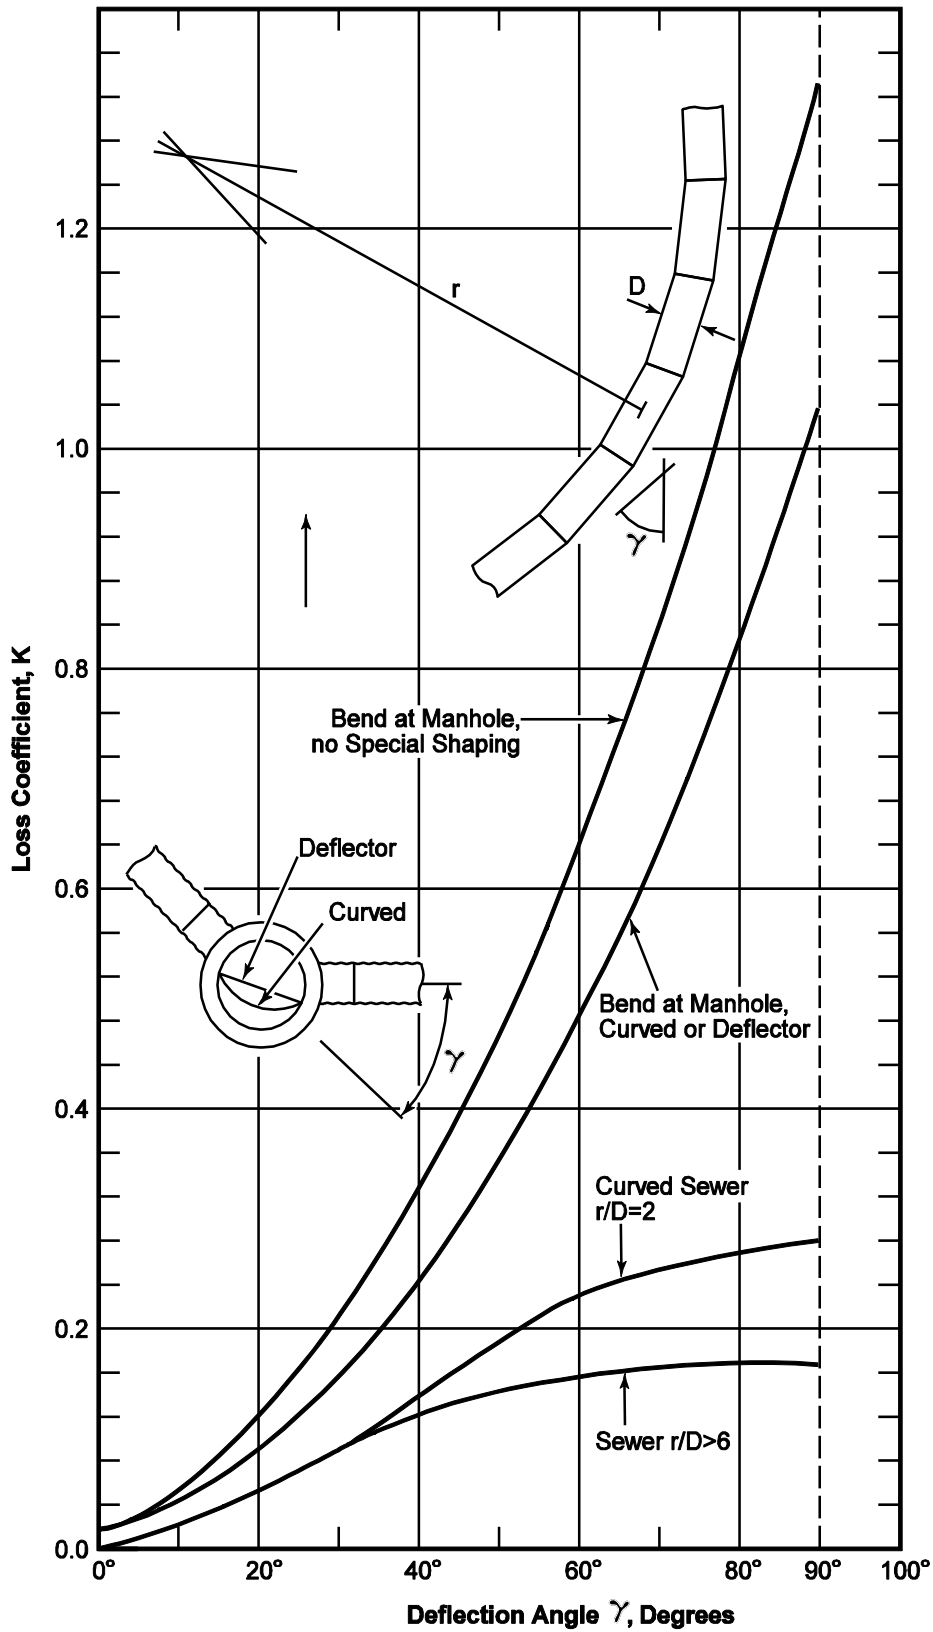 1.2
r
D
1.0
γ
0.8
Loss Coefficient, K
Bend at Manhole,
no Special Shaping
Deflector
0.6
Curved
Bend at Manhole,
Curved or Deflector
γ
0.4
Curved Sewer
r/D=2
0.2
Sewer r/D>6
0.0
0° 20° 40° 60° 80° 90° 100°
Deflection Angle γ, Degrees